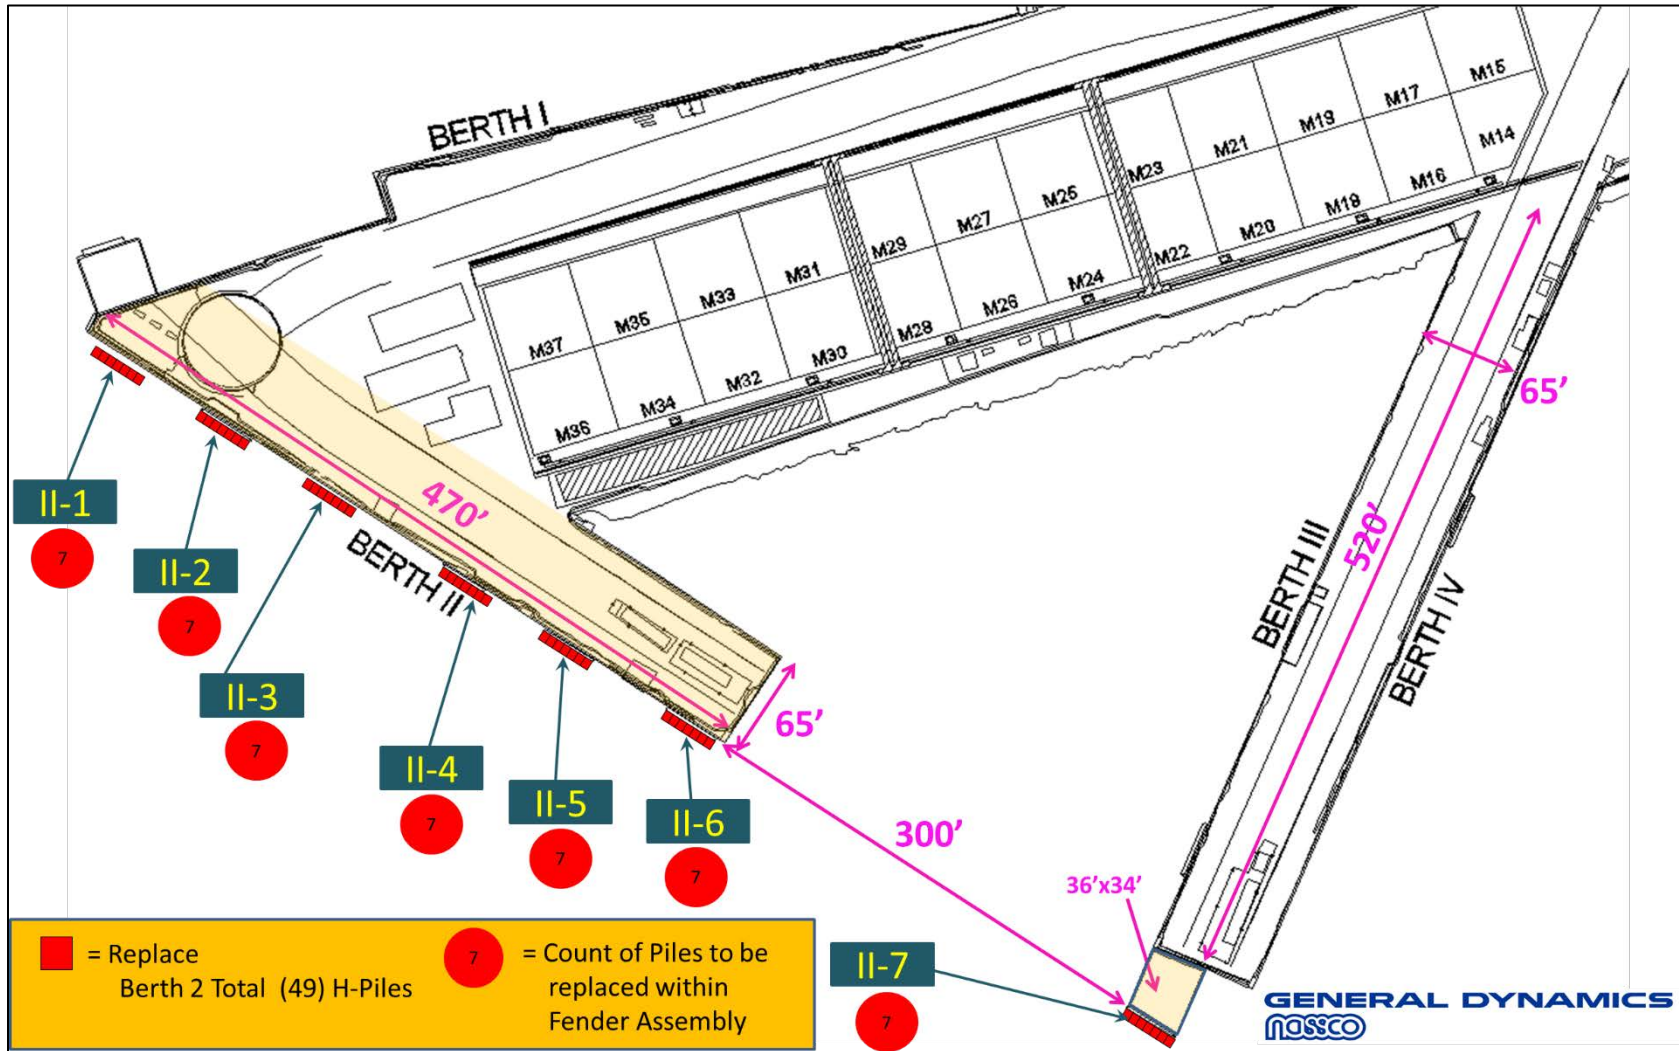 BERTH I
M15
M17
M13
M21
M23
M14
M16
M19
M20
M22
M25
M27
M29
M24
M26
M28
M31
M33
M35
M37
M30
M32
M34
M36
470'
BERTH II
65'
300'
BERTH III
520'
65'
BERTH IV
36'x34'
II-1
7
II-2
7
II-3
7
II-4
7
II-5
7
II-6
7
II-7
7
= Replace
Berth 2 Total (49) H-Piles
7
= Count of Piles to be
replaced within
Fender Assembly
GENERAL DYNAMICS
NASSCO